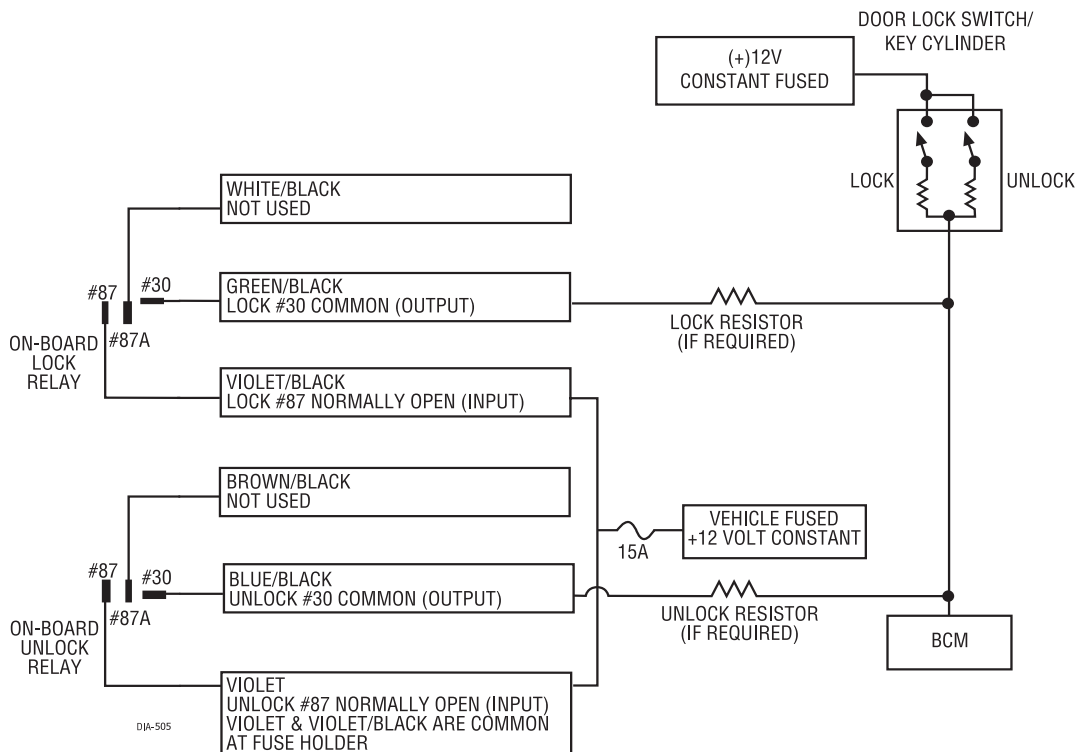 DOOR LOCK SWITCH/
KEY CYLINDER
(+)12V
CONSTANT FUSED
LOCK
UNLOCK
WHITE/BLACK
NOT USED
#87
#30
#87A
GREEN/BLACK
LOCK #30 COMMON (OUTPUT)
LOCK RESISTOR
(IF REQUIRED)
ON-BOARD
LOCK
RELAY
VIOLET/BLACK
LOCK #87 NORMALLY OPEN (INPUT)
BROWN/BLACK
NOT USED
15A
VEHICLE FUSED
+12 VOLT CONSTANT
#87
#30
#87A
BLUE/BLACK
UNLOCK #30 COMMON (OUTPUT)
UNLOCK RESISTOR
(IF REQUIRED)
BCM
ON-BOARD
UNLOCK
RELAY
VIOLET
UNLOCK #87 NORMALLY OPEN (INPUT)
VIOLET & VIOLET/BLACK ARE COMMON
AT FUSE HOLDER
DIA-505